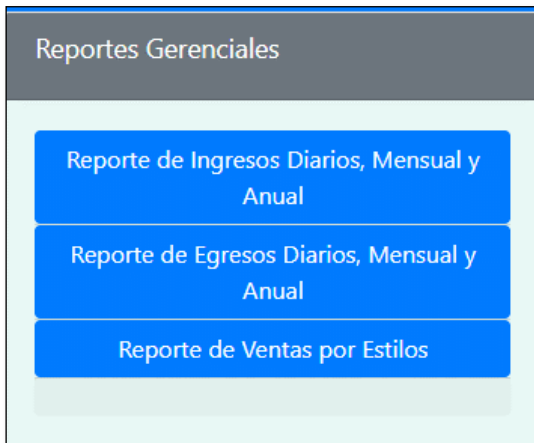 Reportes Gerenciales
Reporte de Ingresos Diarios, Mensual y
Anual
Reporte de Egresos Diarios, Mensual y
Anual
Reporte de Ventas por Estilos